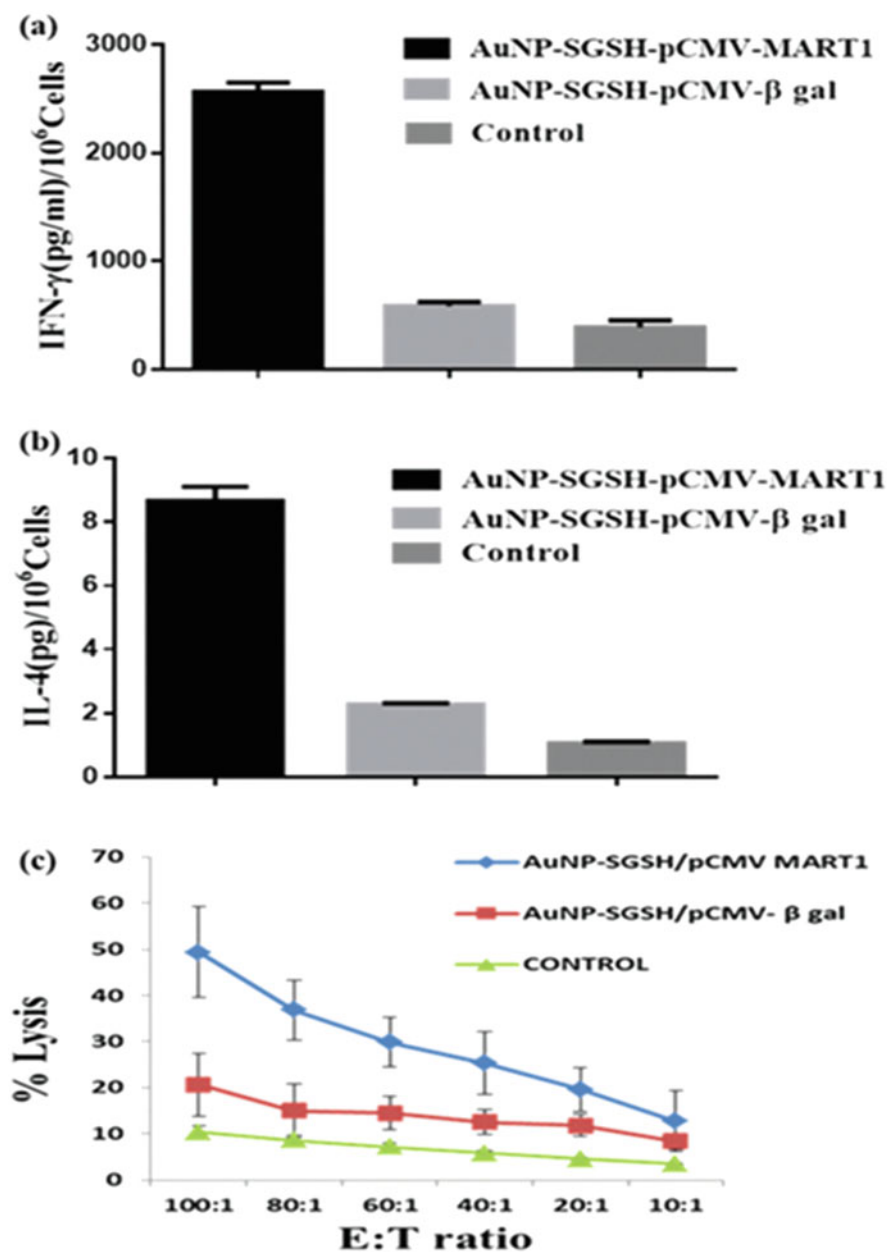 (a)
3000
2000
1000
0
IFN-γ(pg/ml)/10⁶Cells
AuNP-SGSH-pCMV-MART1
AuNP-SGSH-pCMV-β gal
Control
(b)
10
8
6
4
2
0
IL-4(pg)/10⁶Cells
AuNP-SGSH-pCMV-MART1
AuNP-SGSH-pCMV-β gal
Control
(c)
70
60
50
40
30
20
10
0
% Lysis
AuNP-SGSH/pCMV MART1
AuNP-SGSH/pCMV- β gal
CONTROL
100:1 80:1 60:1 40:1 20:1 10:1
E:T ratio